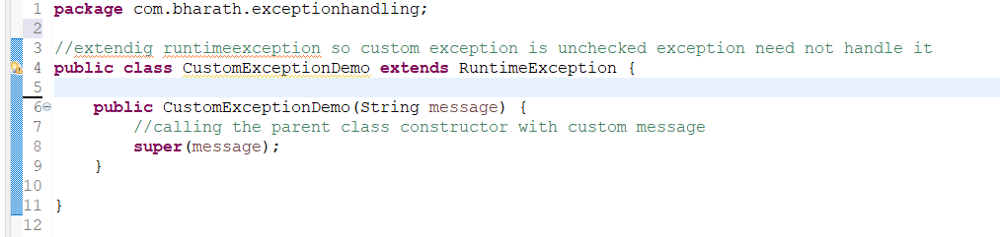 1 package com.bharath.exceptionhandling;
2
3 //extendig runtimeexception so custom exception is unchecked exception need not handle it
4 public class CustomExceptionDemo extends RuntimeException {
5
6 public CustomExceptionDemo(String message) {
7 //calling the parent class constructor with custom message
8 super(message);
9 }
10
11 }
12